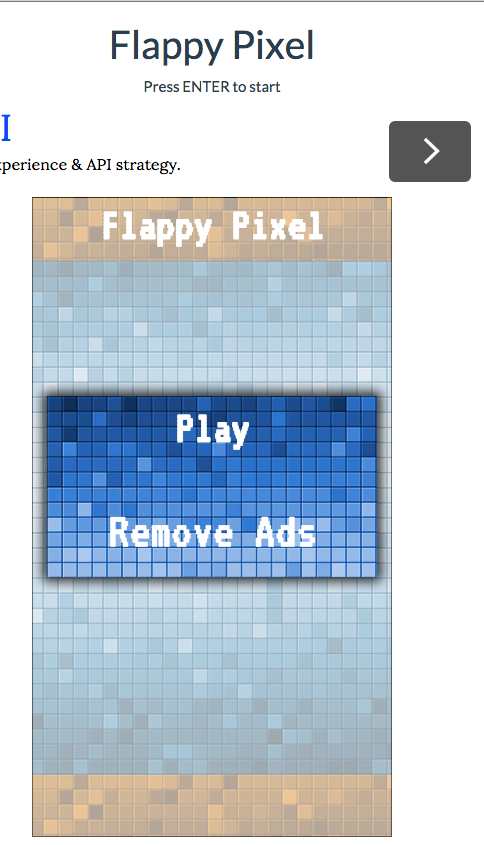 Flappy Pixel
Press ENTER to start
I
xperience & API strategy.
Flappy Pixel
Play
Remove Ads